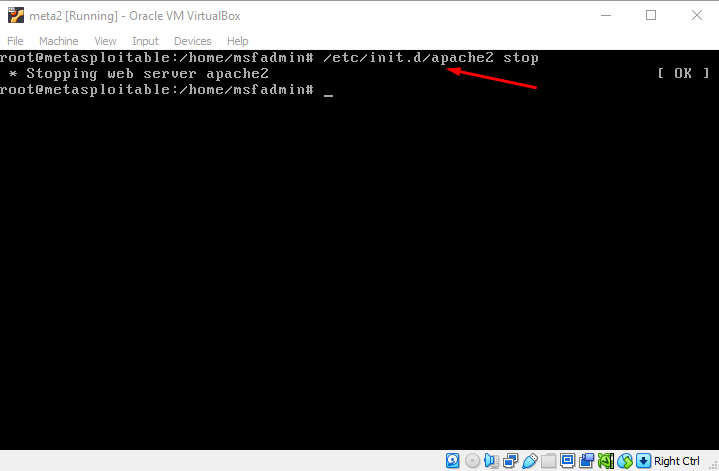 meta2 [Running] - Oracle VM VirtualBox
File Machine View Input Devices Help
root@metasploitable:/home/msfadmin# /etc/init.d/apache2 stop
* Stopping web server apache2 [ OK ]
root@metasploitable:/home/msfadmin# _
Right Ctrl